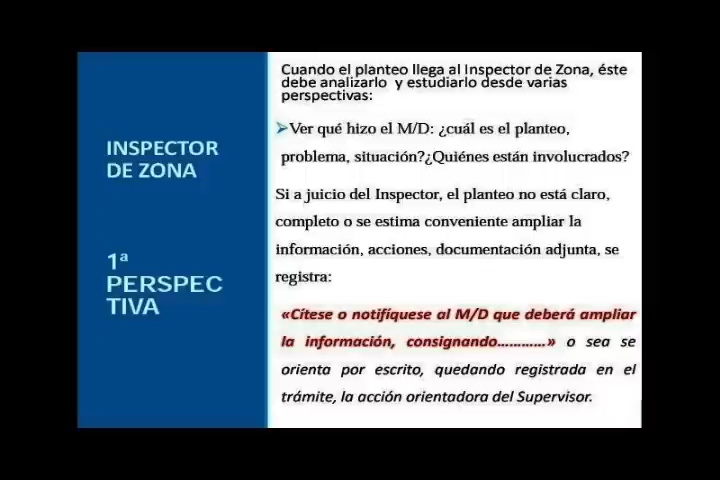 INSPECTOR
DE ZONA
1ª
PERSPEC
TIVA
Cuando el planteo llega al Inspector de Zona, éste
debe analizarlo y estudiarlo desde varias
perspectivas:
➢Ver qué hizo el M/D: ¿cuál es el planteo,
problema, situación?¿Quiénes están involucrados?
Si a juicio del Inspector, el planteo no está claro,
completo o se estima conveniente ampliar la
información, acciones, documentación adjunta, se
registra:
«Cítese o notifíquese al M/D que deberá ampliar
la información, consignando…………» o sea se
orienta por escrito, quedando registrada en el
trámite, la acción orientadora del Supervisor.